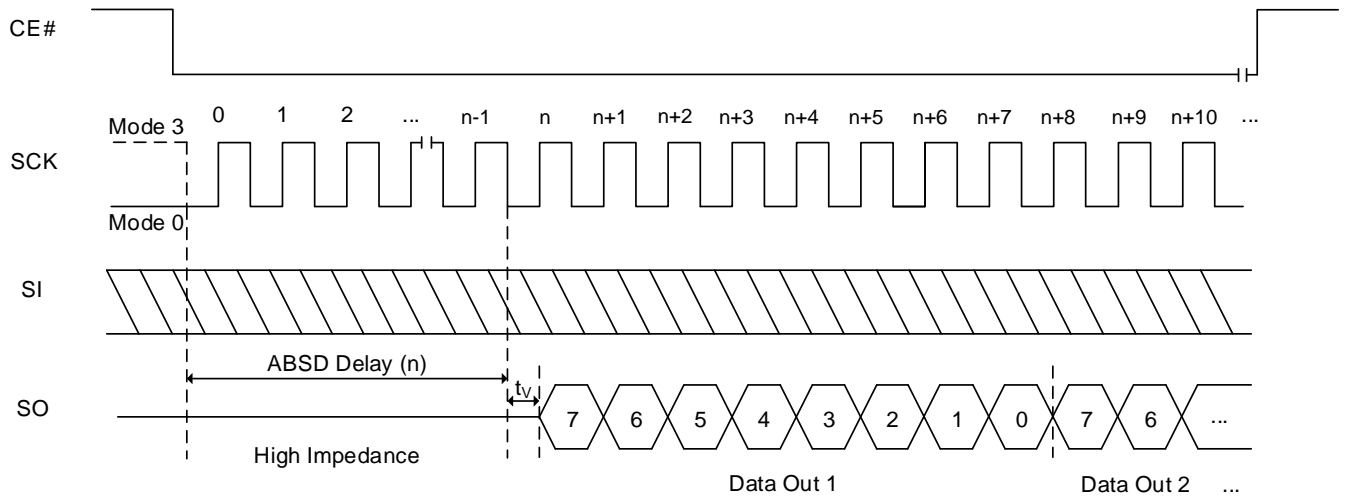 CE#
0 1 2 ... n-1 n n+1 n+2 n+3 n+4 n+5 n+6 n+7 n+8 n+9 n+10 ...
Mode 3
SCK
Mode 0
SI
ABSD Delay (n)
tV
SO
7 6 5 4 3 2 1 0 7 6 ...
High Impedance
Data Out 1 Data Out 2 ...